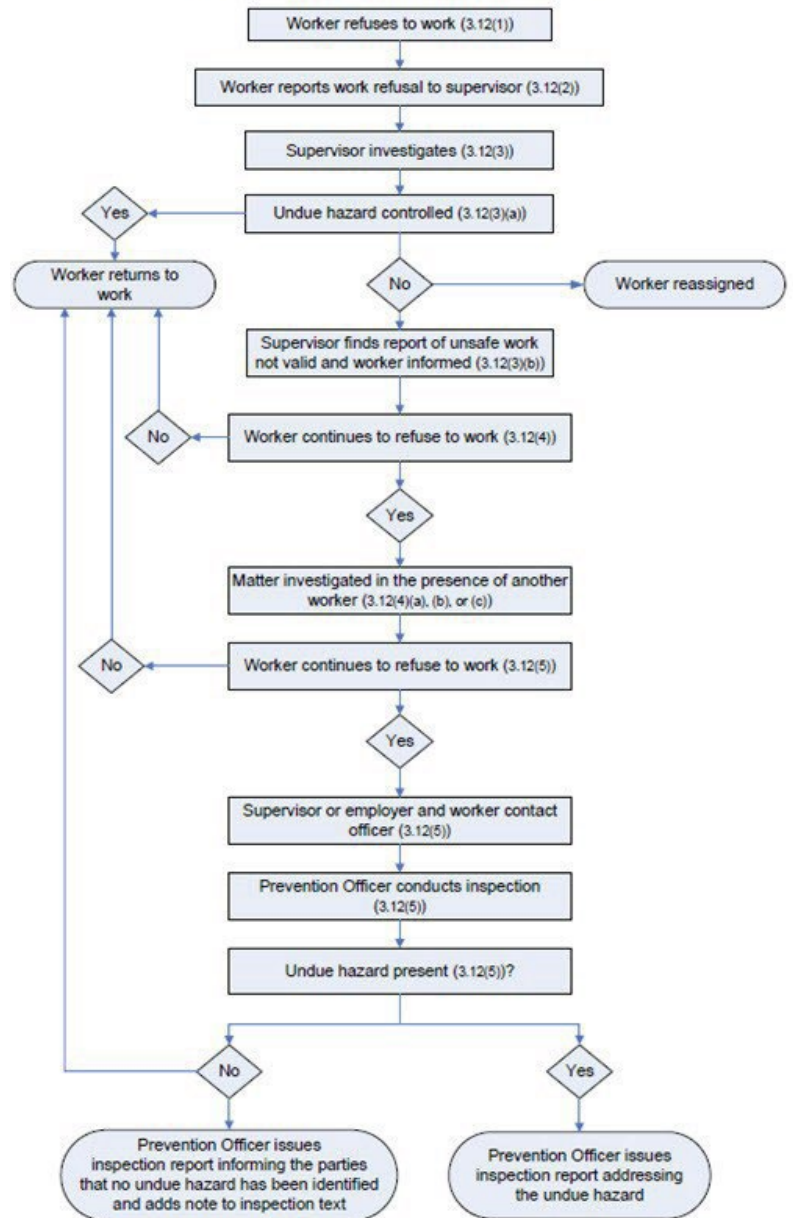 Worker refuses to work (3.12(1))
Worker reports work refusal to supervisor (3.12(2))
Supervisor investigates (3.12(3))
Yes
Undue hazard controlled (3.12(3)(a))
Worker returns to
work
No
Worker reassigned
Supervisor finds report of unsafe work
not valid and worker informed (3.12(3)(b))
No
Worker continues to refuse to work (3.12(4))
Yes
Matter investigated in the presence of another
worker (3.12(4)(a), (b), or (c))
No
Worker continues to refuse to work (3.12(5))
Yes
Supervisor or employer and worker contact
officer (3.12(5))
Prevention Officer conducts inspection
(3.12(5))
Undue hazard present (3.12(5))?
No
Yes
Prevention Officer issues
inspection report informing the parties
that no undue hazard has been identified
and adds note to inspection text
Prevention Officer issues
inspection report addressing
the undue hazard